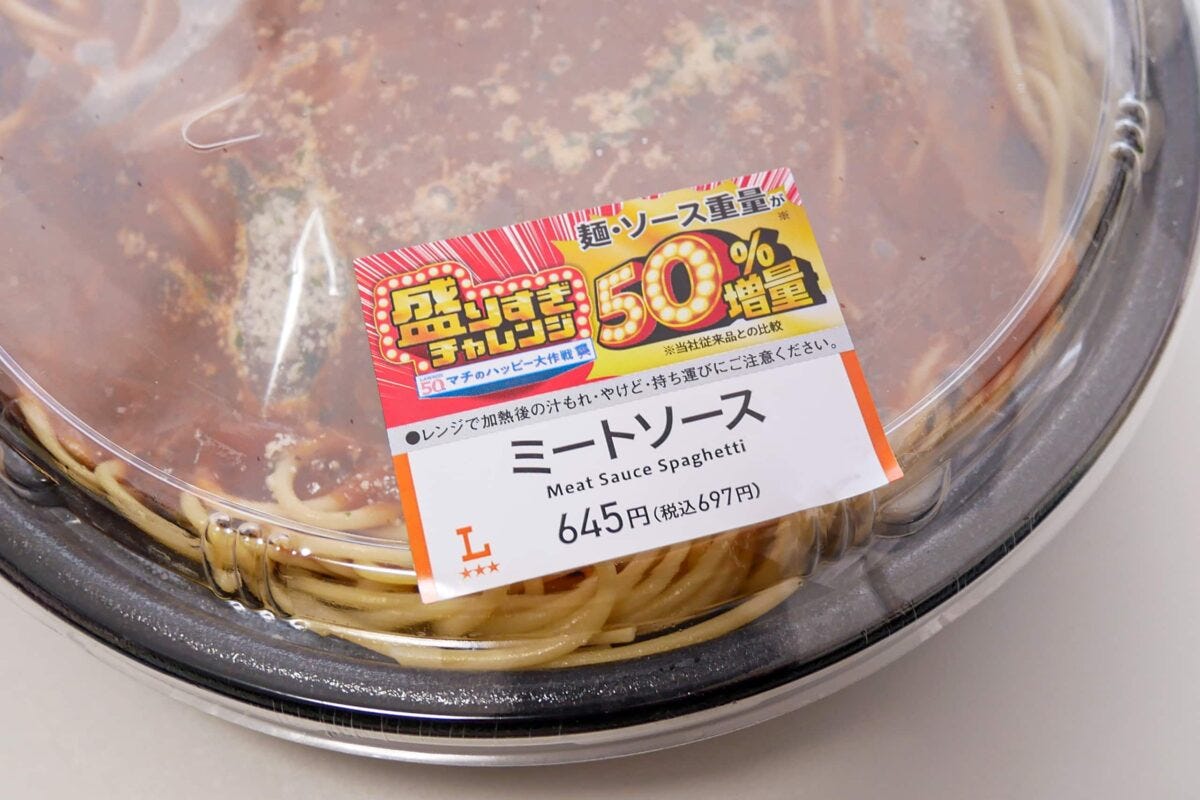 麺・ソース重量が※
盛りすぎ
チャレンジ
50%
増量
50th マチのハッピー大作戦
※当社従来品との比較
●レンジで加熱後の汁もれ・やけど・持ち運びにご注意ください。
ミートソース
Meat Sauce Spaghetti
645円(税込697円)
L